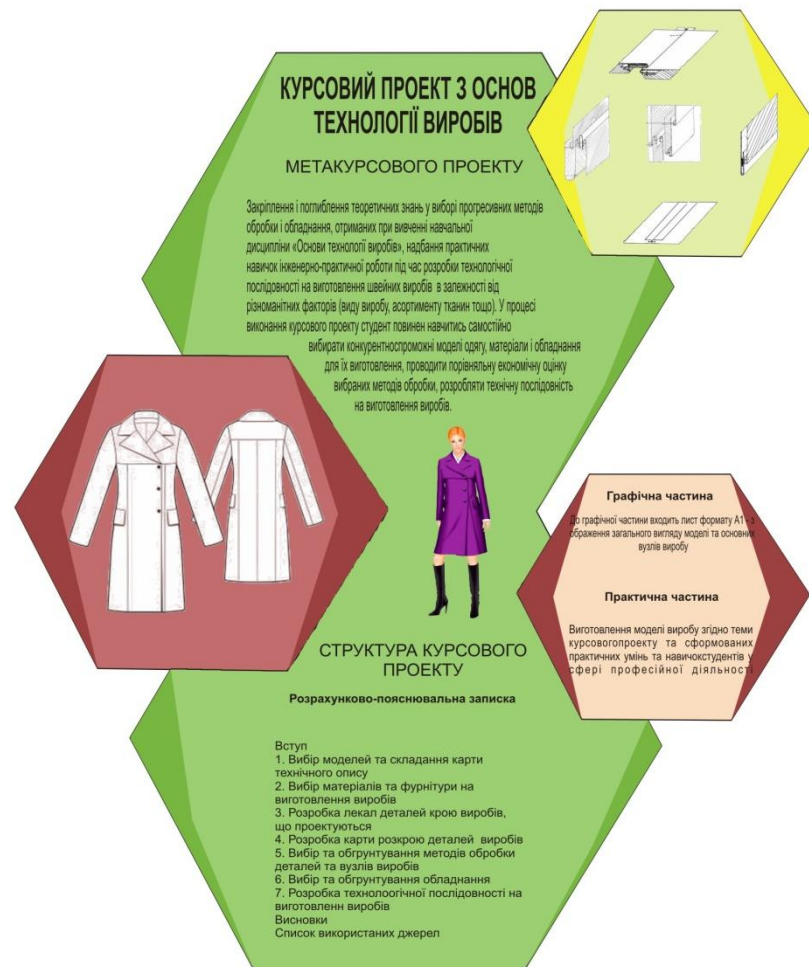 КУРСОВИЙ ПРОЕКТ З ОСНОВ
ТЕХНОЛОГІЇ ВИРОБІВ
МЕТАКУРСОВОГО ПРОЕКТУ
Закріплення і поглиблення теоретичних знань у виборі прогресивних методів
обробки і обладнання, отриманих при вивченні навчальної
дисципліни «Основи технології виробів», надбання практичних
навичок інженерно-практичної роботи під час розробки технологічної
послідовності на виготовлення швейних виробів в залежності від
різноманітних факторів (виду виробу, асортименту тканин тощо). У процесі
виконання курсового проекту студент повинен навчитись самостійно
вибирати конкурентноспроможні моделі одягу, матеріали і обладнання
для їх виготовлення, проводити порівняльну економічну оцінку
вибраних методів обробки, розробляти технічну послідовність
на виготовлення виробів.
Графічна частина
До графічної частини входить лист формату А1 - з
ображення загального вигляду моделі та основних
вузлів виробу
Практична частина
Виготовлення моделі виробу згідно теми
курсовогопроекту та сформованих
практичних умінь та навичокстудентів у
сфері професійної діяльності
СТРУКТУРА КУРСОВОГО
ПРОЕКТУ
Розрахунково-пояснювальна записка
Вступ
1. Вибір моделей та складання карти
технічного опису
2. Вибір матеріалів та фурнітури на
виготовлення виробів
3. Розробка лекал деталей крою виробів,
що проектуються
4. Розробка карти розкрою деталей виробів
5. Вибір та обгрунтування методів обробки
деталей та вузлів виробів
6. Вибір та обгрунтування обладнання
7. Розробка технолоогічної послідовності на
виготовленн виробів
Висновки
Список використаних джерел